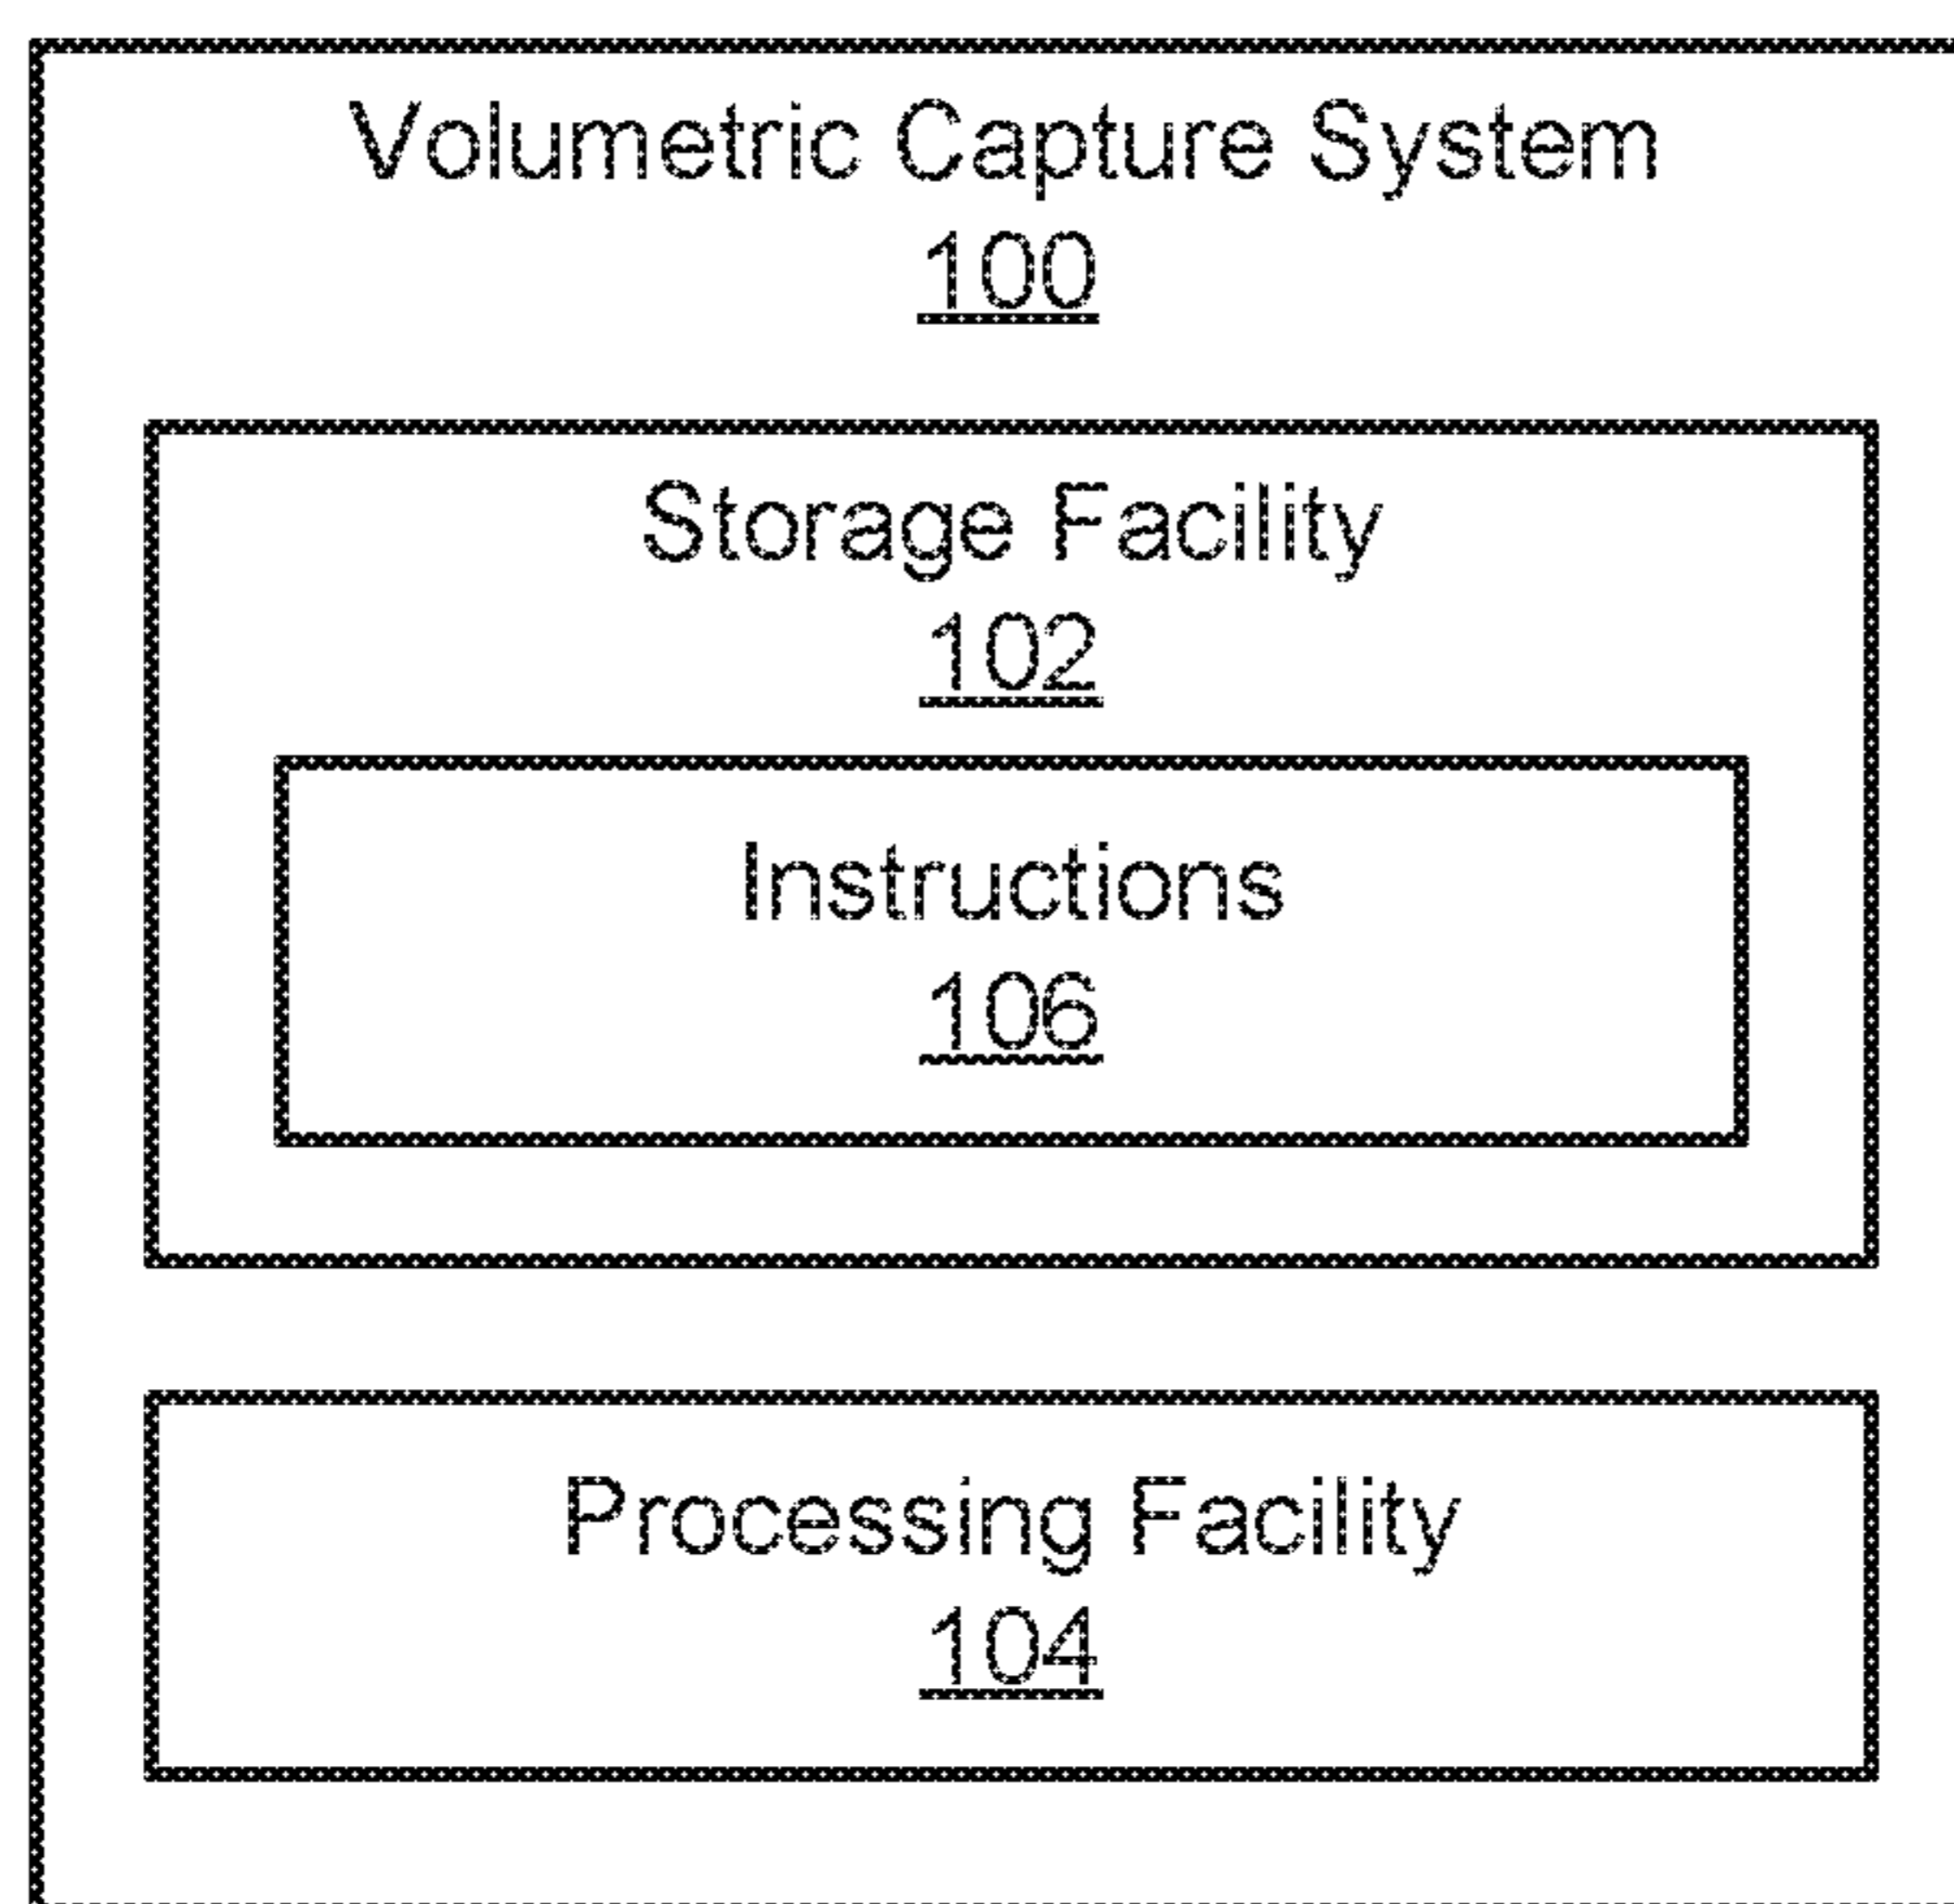 Volumetric Capture System
100
Storage Facility
102
Instructions
106
Processing Facility
104